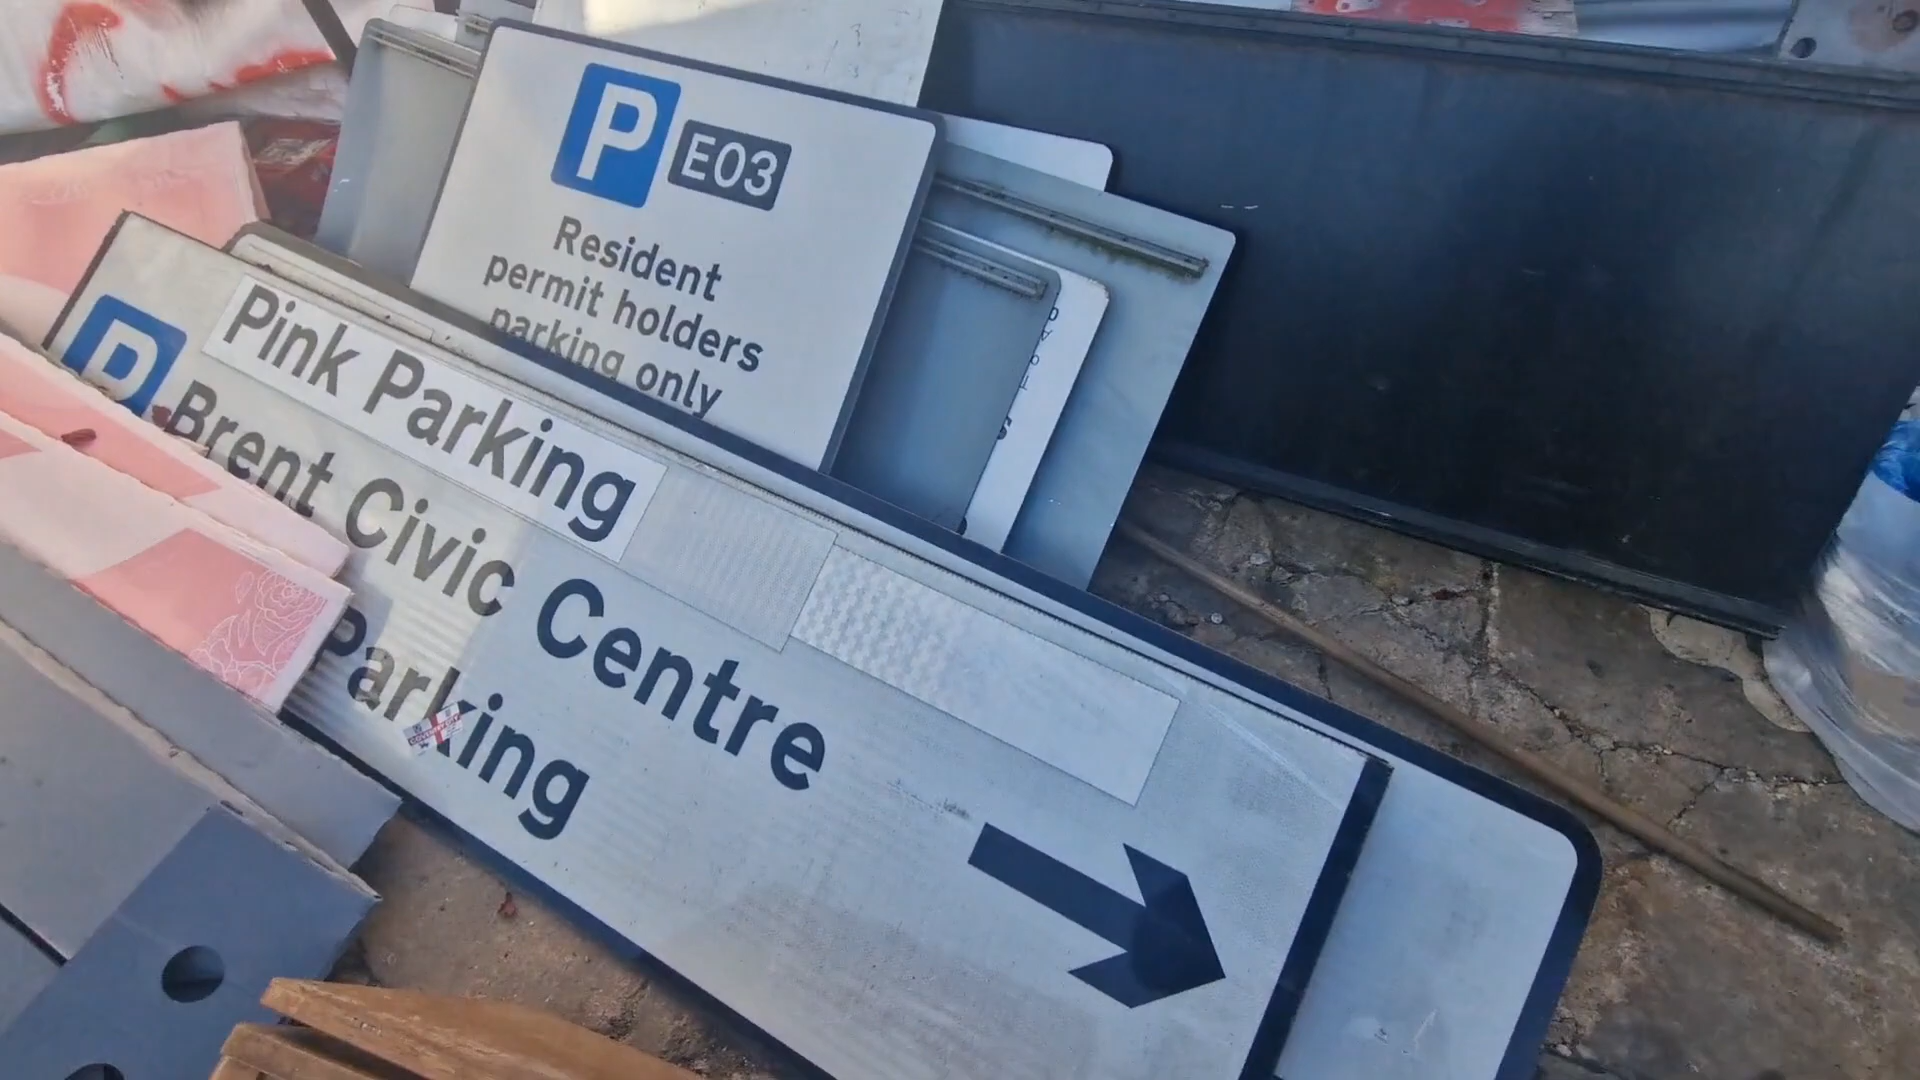 P E03
Resident
permit holders
parking only
Pink Parking
P Brent Civic Centre
Parking